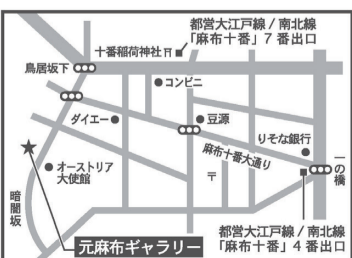 都営大江戸線/南北線
「麻布十番」7番出口
十番稲荷神社
鳥居坂下
コンビニ
ダイエー
豆源
りそな銀行
麻布十番大通り
一の橋
オーストリア
大使館
〒
暗闇坂
元麻布ギャラリー
都営大江戸線/南北線
「麻布十番」4番出口